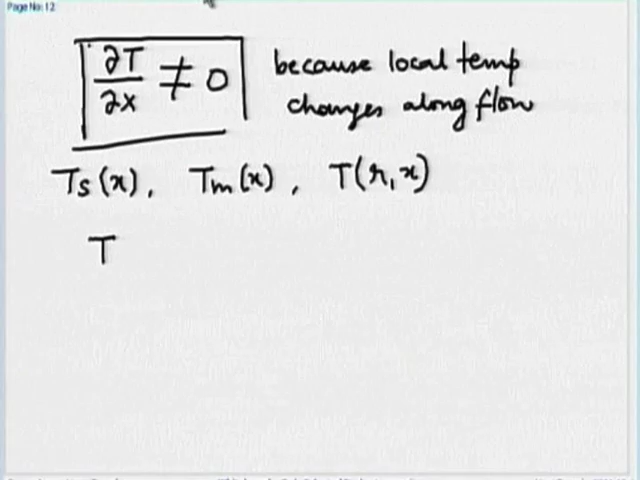 Page No: 12
∂T/∂x ≠ 0 because local temp
changes along flow
Ts(x), Tm(x), T(r,x)
T